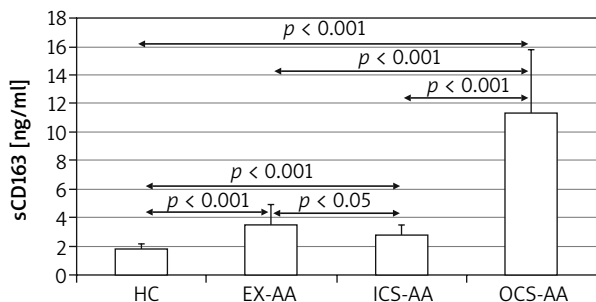 sCD163 [ng/ml]
18
16
14
12
10
8
6
4
2
0
p < 0.001
p < 0.001
p < 0.001
p < 0.001
p < 0.001 p < 0.05
HC EX-AA ICS-AA OCS-AA